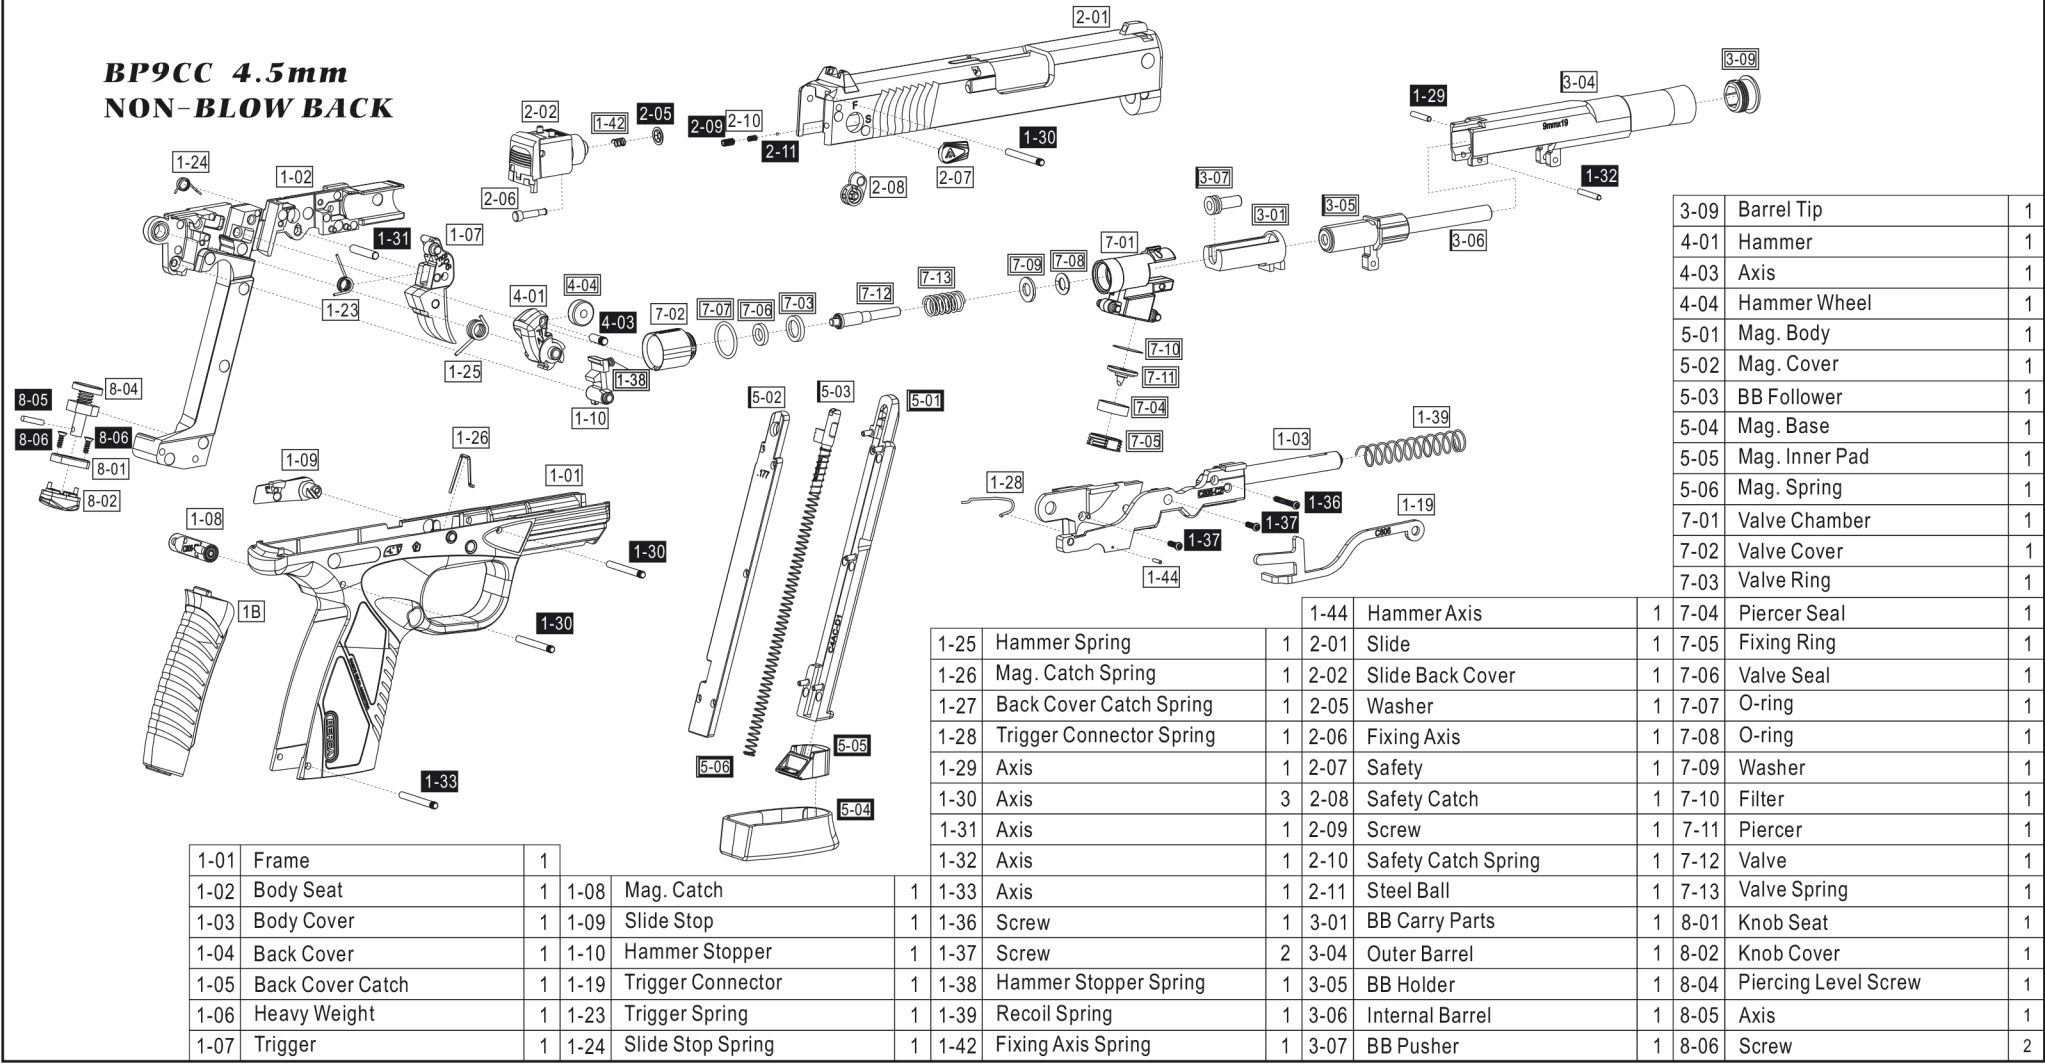 BP9CC 4.5mm
NON-BLOW BACK
2-01
3-09
3-04
1-29
2-02
1-42
2-05
2-09
2-10
2-11
F
S
1-30
9mmx19
1-24
1-02
2-06
2-08
2-07
3-07
1-32
3-01
3-05
3-06
1-31
1-07
7-01
7-09
7-08
7-13
7-12
1-23
4-01
4-04
4-03
7-02
7-07
7-06
7-03
1-25
1-38
1-10
7-10
7-11
7-04
7-05
8-05
8-04
8-06
8-06
8-01
8-02
5-02
5-03
5-01
.177
1-39
1-03
1-26
1-09
1-01
1-28
1-36
1-37
1-37
1-19
C806
1-44
1-08
1-30
1B
1-30
C4AC-D1
BERSA
1-33
5-06
5-05
5-04
1-01 Frame 1
1-02 Body Seat 1
1-03 Body Cover 1
1-04 Back Cover 1
1-05 Back Cover Catch 1
1-06 Heavy Weight 1
1-07 Trigger 1
1-08 Mag. Catch 1
1-09 Slide Stop 1
1-10 Hammer Stopper 1
1-19 Trigger Connector 1
1-23 Trigger Spring 1
1-24 Slide Stop Spring 1
1-25 Hammer Spring 1
1-26 Mag. Catch Spring 1
1-27 Back Cover Catch Spring 1
1-28 Trigger Connector Spring 1
1-29 Axis 1
1-30 Axis 3
1-31 Axis 1
1-32 Axis 1
1-33 Axis 1
1-36 Screw 1
1-37 Screw 2
1-38 Hammer Stopper Spring 1
1-39 Recoil Spring 1
1-42 Fixing Axis Spring 1
1-44 Hammer Axis 1
2-01 Slide 1
2-02 Slide Back Cover 1
2-05 Washer 1
2-06 Fixing Axis 1
2-07 Safety 1
2-08 Safety Catch 1
2-09 Screw 1
2-10 Safety Catch Spring 1
2-11 Steel Ball 1
3-01 BB Carry Parts 1
3-04 Outer Barrel 1
3-05 BB Holder 1
3-06 Internal Barrel 1
3-07 BB Pusher 1
3-09 Barrel Tip 1
4-01 Hammer 1
4-03 Axis 1
4-04 Hammer Wheel 1
5-01 Mag. Body 1
5-02 Mag. Cover 1
5-03 BB Follower 1
5-04 Mag. Base 1
5-05 Mag. Inner Pad 1
5-06 Mag. Spring 1
7-01 Valve Chamber 1
7-02 Valve Cover 1
7-03 Valve Ring 1
7-04 Piercer Seal 1
7-05 Fixing Ring 1
7-06 Valve Seal 1
7-07 O-ring 1
7-08 O-ring 1
7-09 Washer 1
7-10 Filter 1
7-11 Piercer 1
7-12 Valve 1
7-13 Valve Spring 1
8-01 Knob Seat 1
8-02 Knob Cover 1
8-04 Piercing Level Screw 1
8-05 Axis 1
8-06 Screw 2